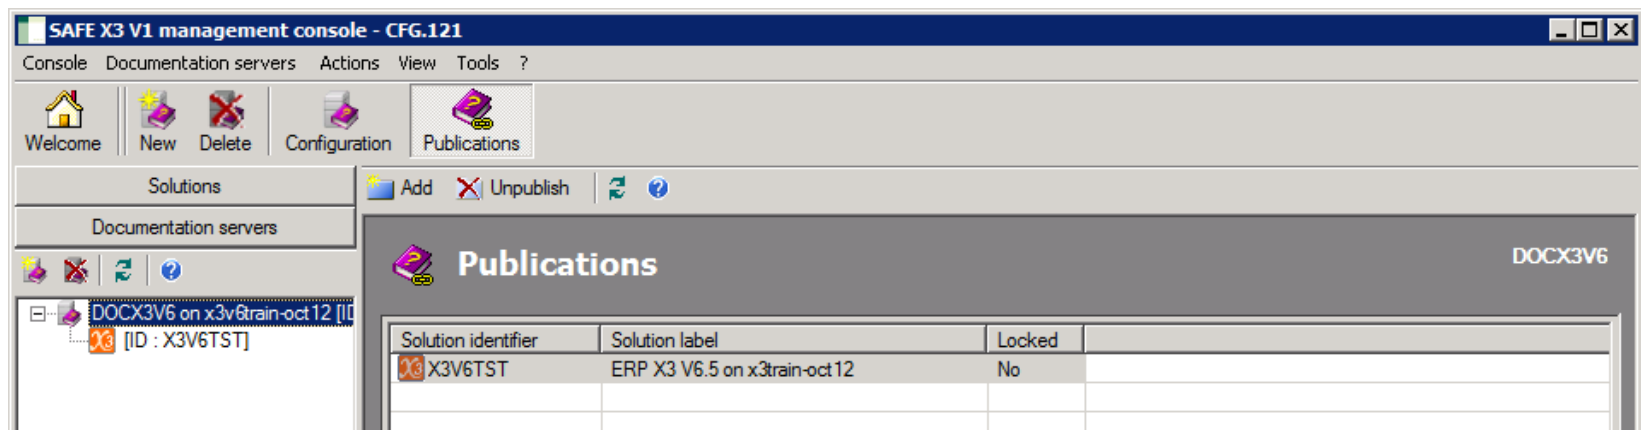 SAFE X3 V1 management console - CFG.121
Console Documentation servers Actions View Tools ?
Welcome New Delete Configuration Publications
Solutions
Add Unpublish
Documentation servers
Publications
DOCX3V6
DOCX3V6 on x3v6train-oct12 [ID
[ID : X3V6TST]
Solution identifier Solution label Locked
X3V6TST ERP X3 V6.5 on x3train-oct12 No